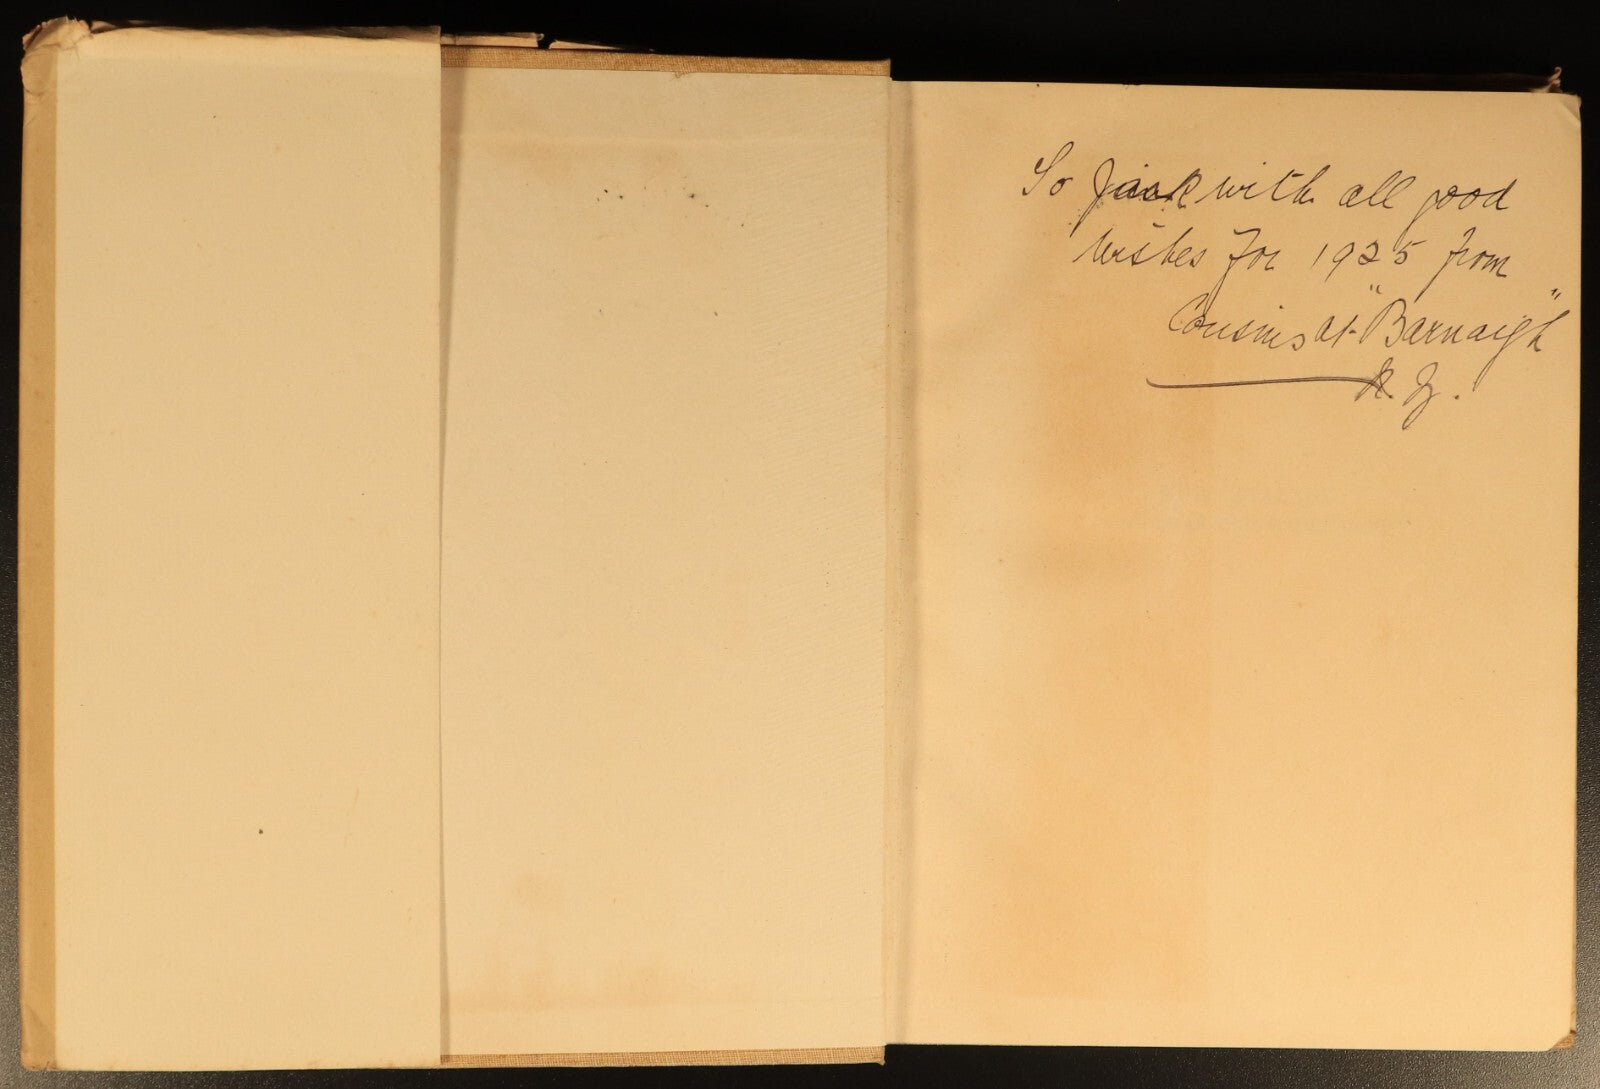 To Jack with all good
wishes for 1925 from
Cousins at "Barnaigh"
N.Z.